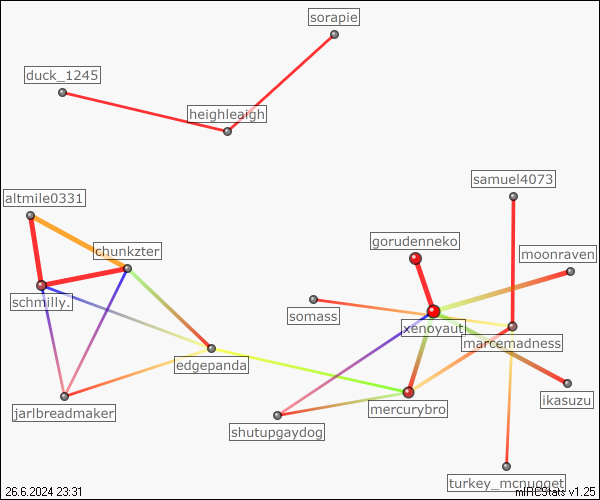 sorapie
duck_1245
heighleaigh
samuel4073
altmile0331
gorudenneko
chunkzter
moonraven
schmilly.
somass
xenoyaut
marcemadness
edgepanda
ikasuzu
jarlbreadmaker
mercurybro
shutupgaydog
turkey_mcnugget
26.6.2024 23:31
mIRCStats v1.25